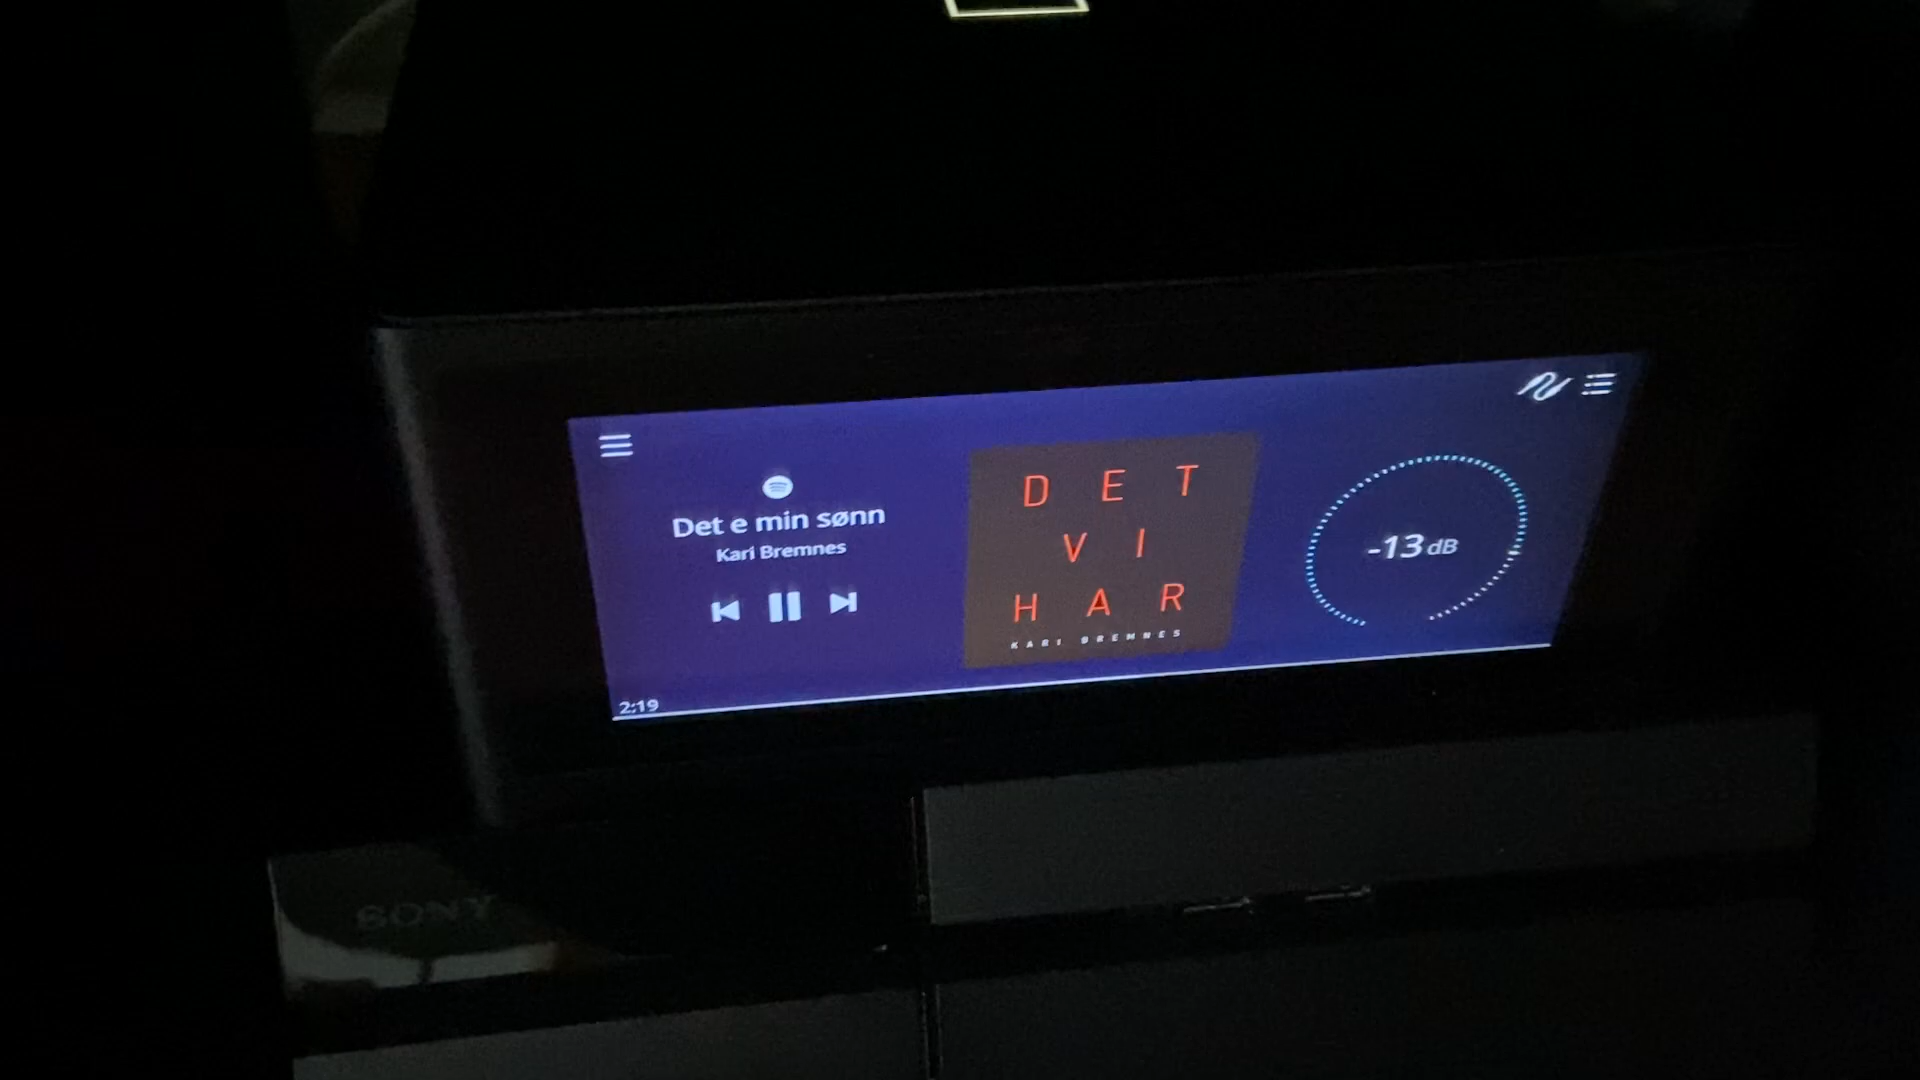 Det e min sønn
Kari Bremnes
2:19
D E T
V I
H A R
KARI BREMNES
-13 dB
SONY